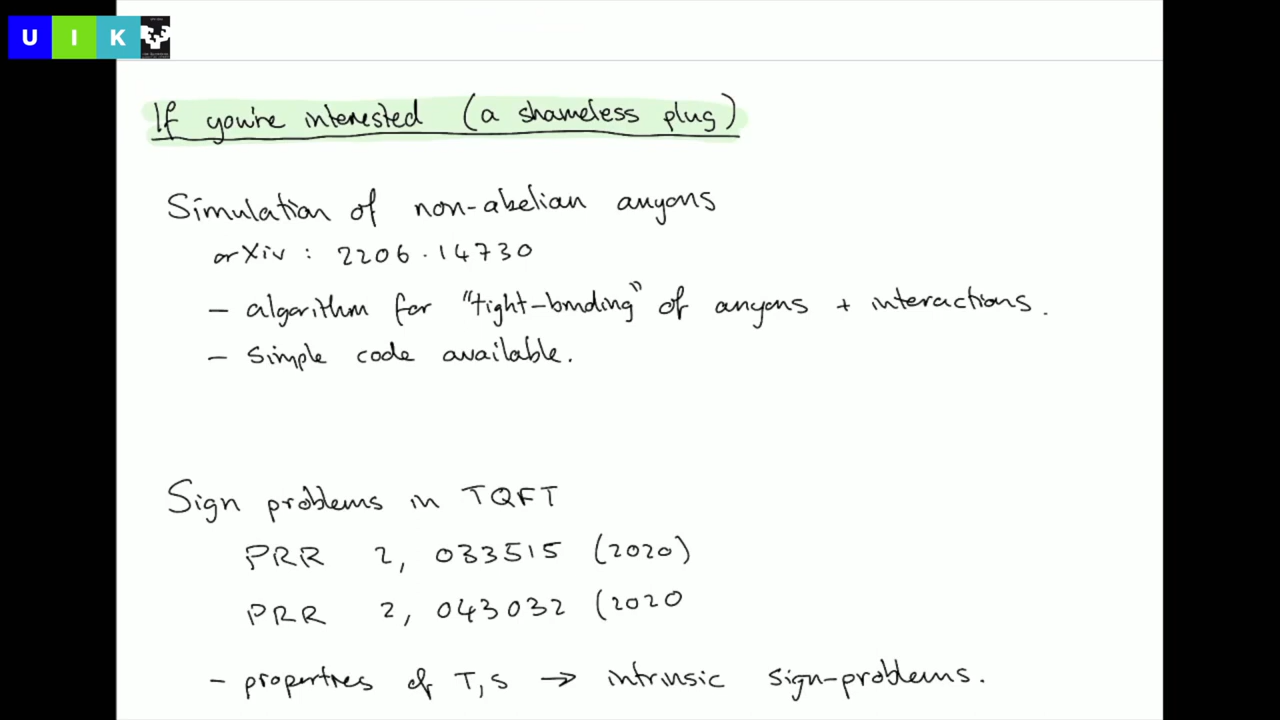 U I K
If you're interested (a shameless plug)
Simulation of non-abelian anyons
arXiv : 2206.14730
- algorithm for "tight-binding" of anyons + interactions.
- simple code available.
Sign problems in TQFT
PRR 2, 033515 (2020)
PRR 2, 043032 (2020
- properties of T,S → intrinsic sign-problems.